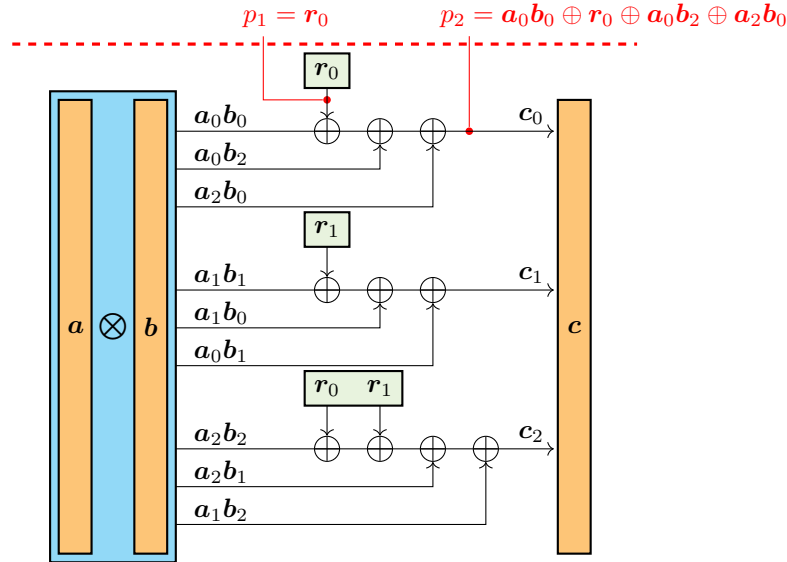 p₁ = r₀
p₂ = a₀b₀ ⊕ r₀ ⊕ a₀b₂ ⊕ a₂b₀
r₀
a₀b₀
c₀
a₀b₂
a₂b₀
r₁
a₁b₁
c₁
a₁b₀
a ⊗ b
c
a₀b₁
r₀ r₁
a₂b₂
c₂
a₂b₁
a₁b₂